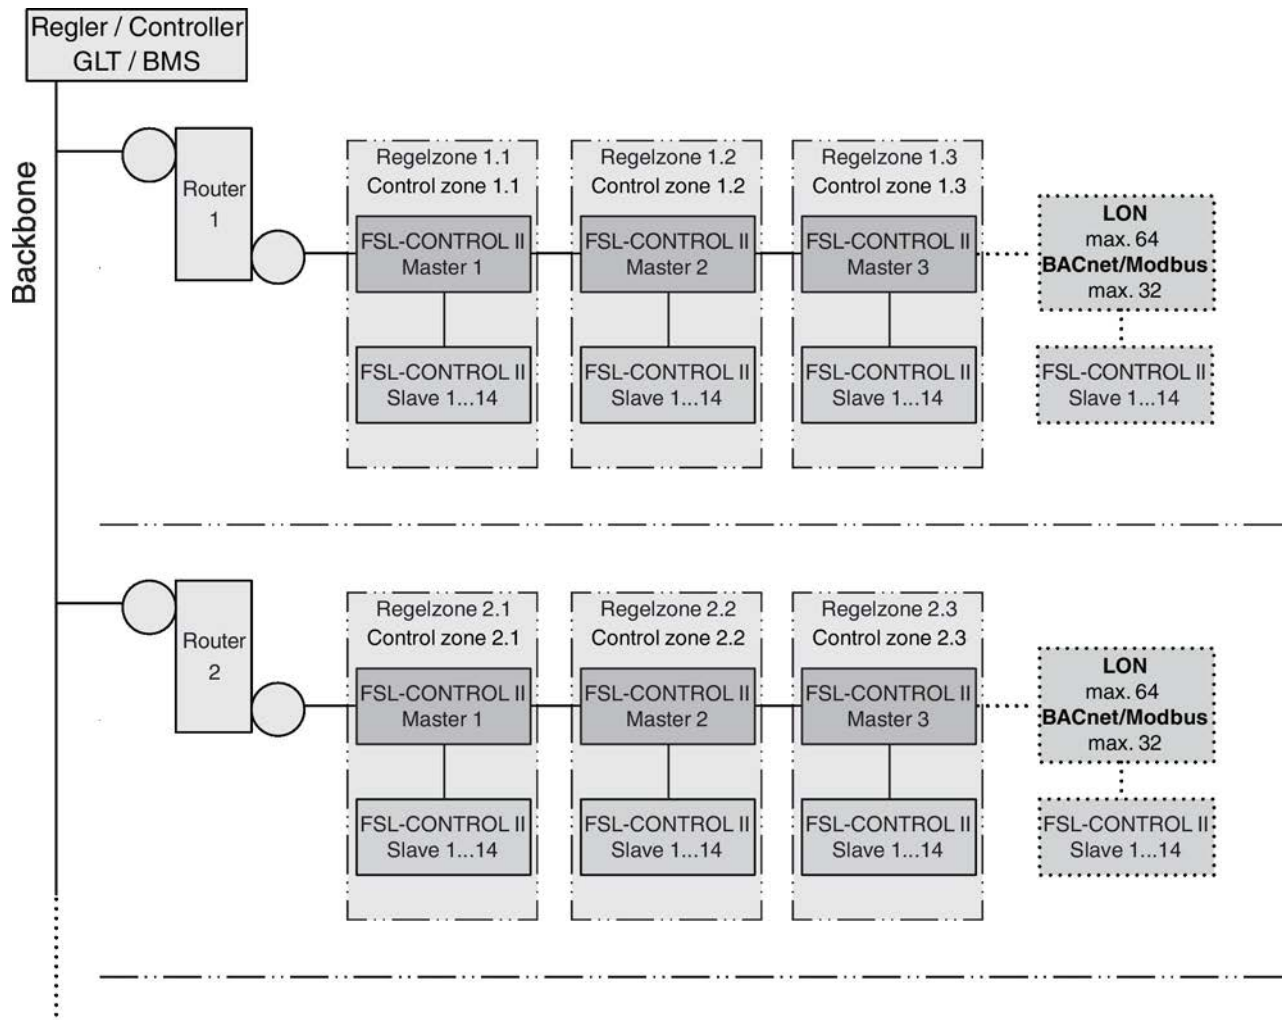 Regler / Controller
GLT / BMS
Backbone
Router
1
Regelzone 1.1
Control zone 1.1
FSL-CONTROL II
Master 1
FSL-CONTROL II
Slave 1...14
Regelzone 1.2
Control zone 1.2
FSL-CONTROL II
Master 2
FSL-CONTROL II
Slave 1...14
Regelzone 1.3
Control zone 1.3
FSL-CONTROL II
Master 3
FSL-CONTROL II
Slave 1...14
LON
max. 64
BACnet/Modbus
max. 32
FSL-CONTROL II
Slave 1...14
Router
2
Regelzone 2.1
Control zone 2.1
FSL-CONTROL II
Master 1
FSL-CONTROL II
Slave 1...14
Regelzone 2.2
Control zone 2.2
FSL-CONTROL II
Master 2
FSL-CONTROL II
Slave 1...14
Regelzone 2.3
Control zone 2.3
FSL-CONTROL II
Master 3
FSL-CONTROL II
Slave 1...14
LON
max. 64
BACnet/Modbus
max. 32
FSL-CONTROL II
Slave 1...14